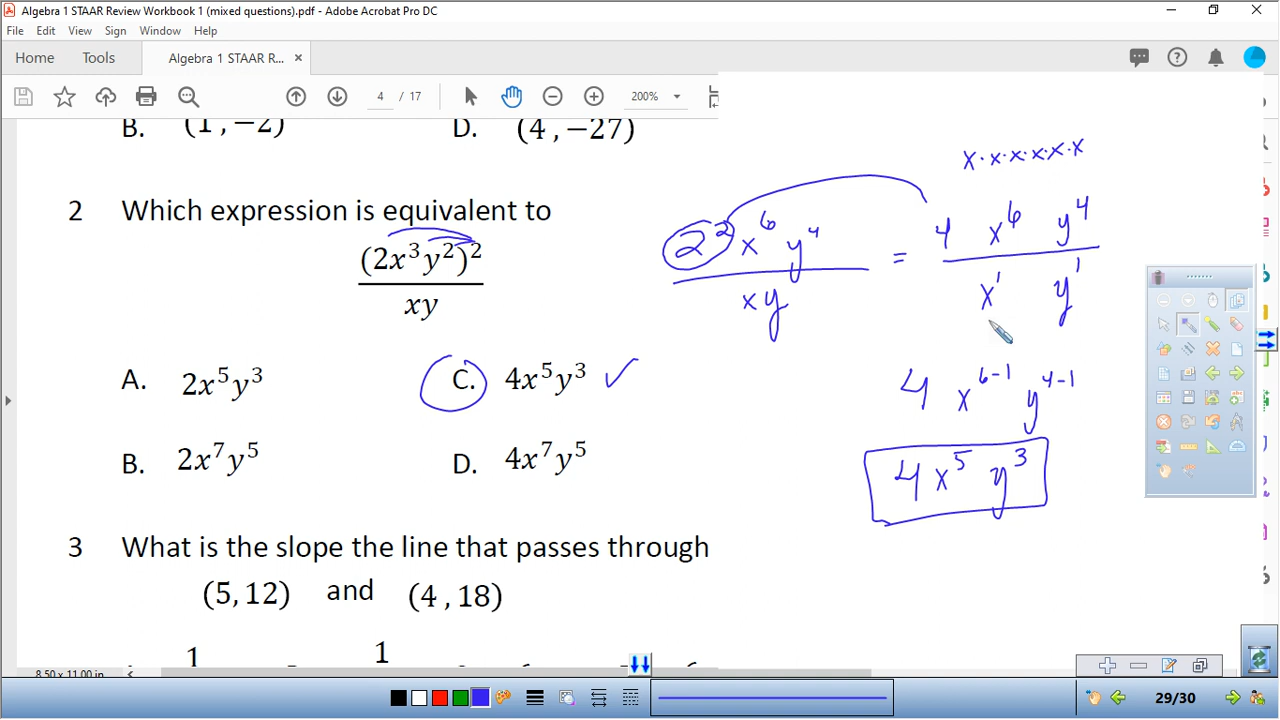 Algebra 1 STAAR Review Workbook 1 (mixed questions).pdf - Adobe Acrobat Pro DC
File Edit View Sign Window Help
Home Tools Algebra 1 STAAR R... ×
4 / 17 200%
B. (1, −2) D. (4, −27)
x·x·x·x·x·x
2 Which expression is equivalent to
(2x³y²)²
xy
2² x⁶ y⁴
xy
=
4 x⁶ y⁴
x¹ y¹
A. 2x⁵y³ C. 4x⁵y³ ✓
4 x⁶⁻¹ y⁴⁻¹
B. 2x⁷y⁵ D. 4x⁷y⁵
4 x⁵ y³
3 What is the slope the line that passes through
(5, 12) and (4, 18)
1 1
8.50 x 11.00 in
29/30